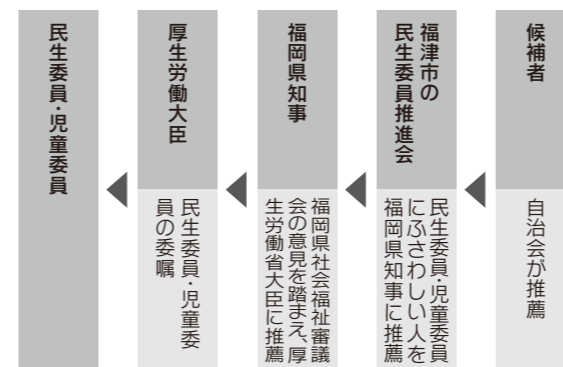 候補者
自治会が推薦
福津市の
民生委員推進会
民生委員・児童委員
にふさわしい人を
福岡県知事に推薦
福岡県知事
福岡県社会福祉審議
会の意見を踏まえ、厚
生労働省大臣に推薦
厚生労働大臣
民生委員・児童委
員の委嘱
民生委員・児童委員